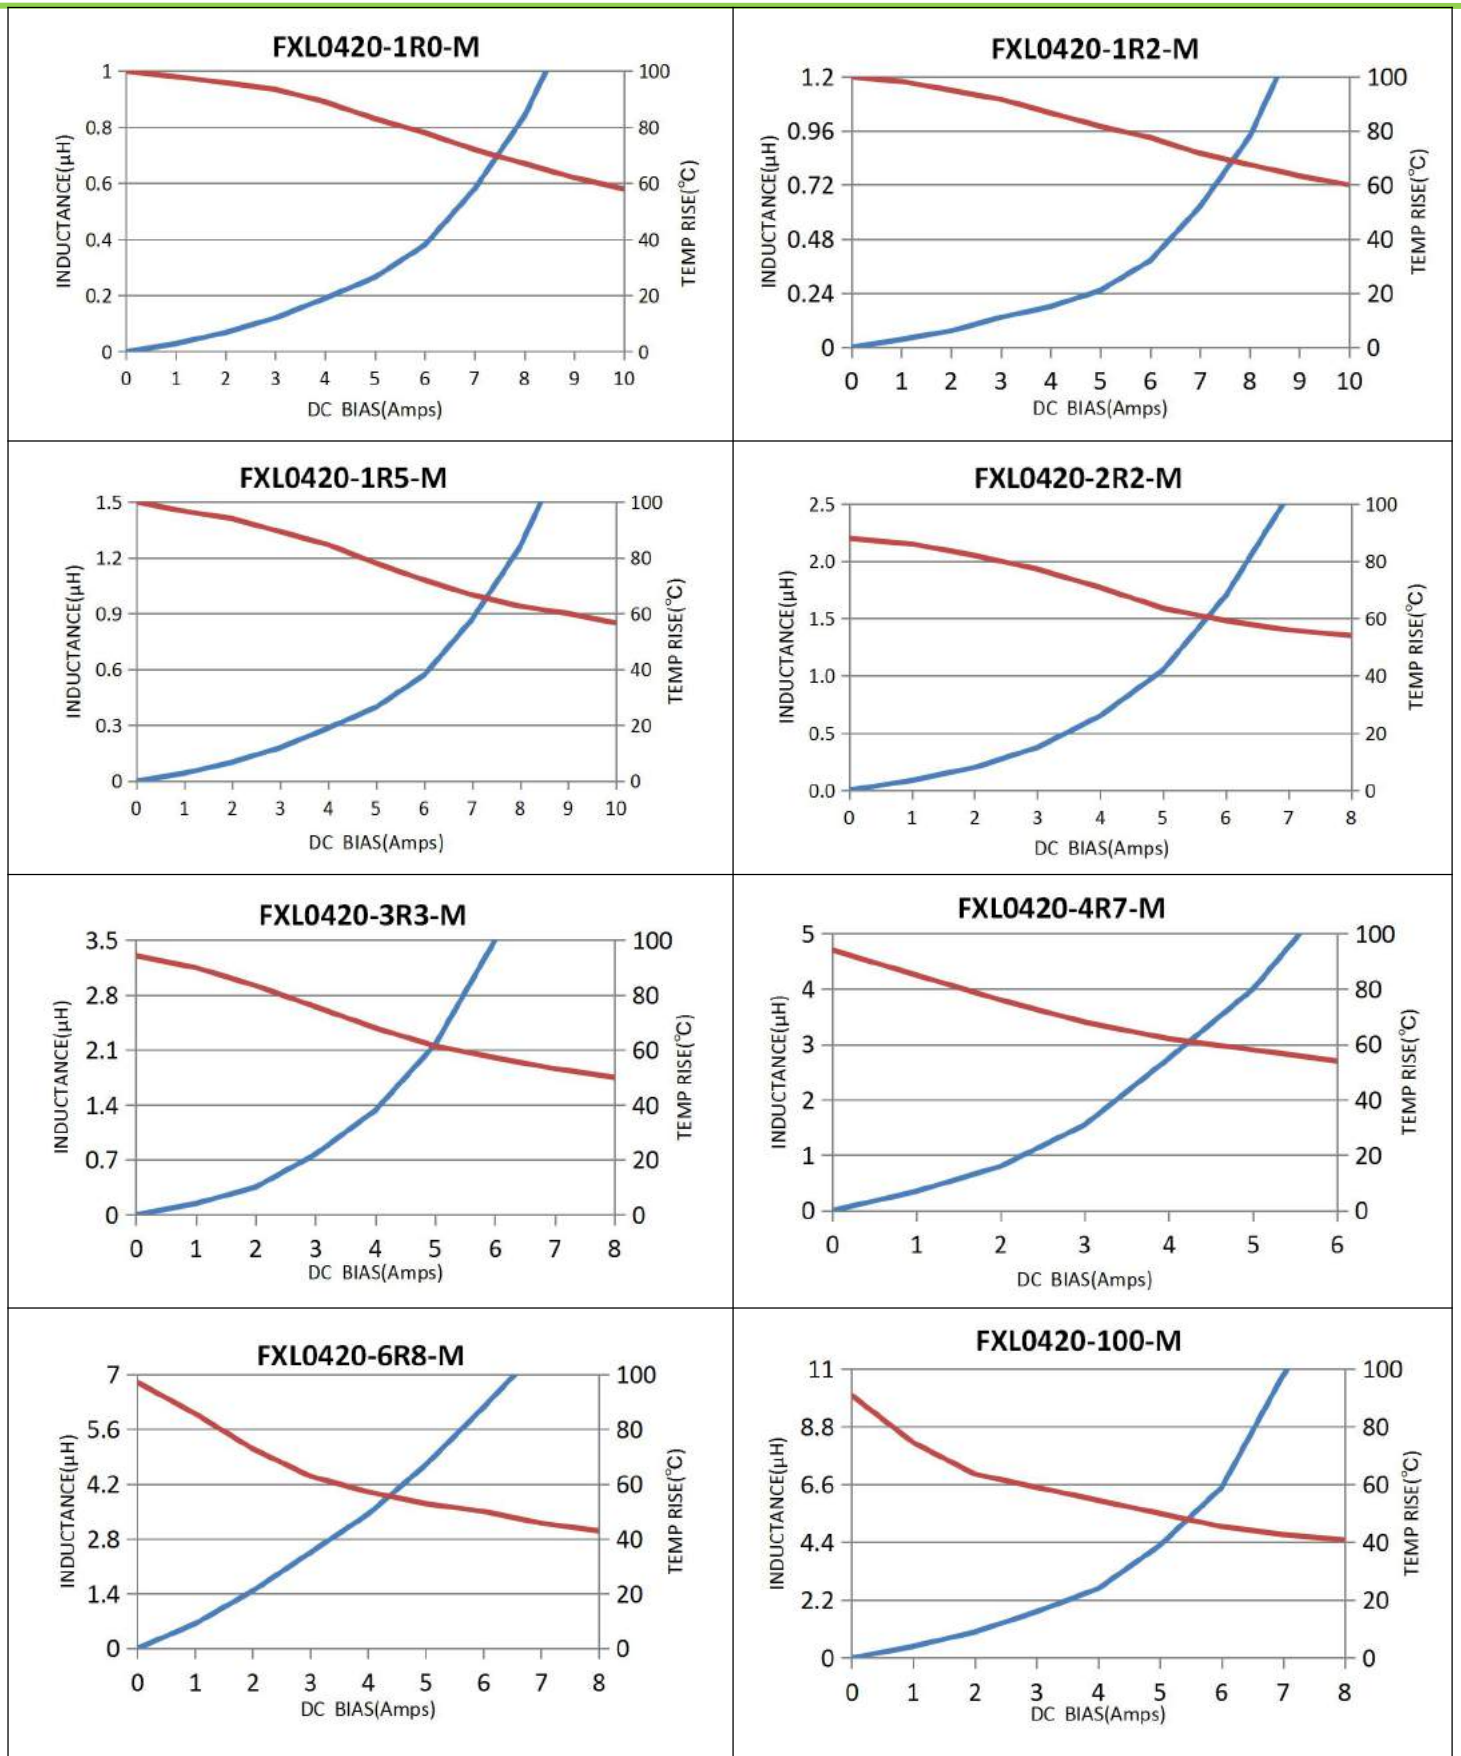 FXL0420-1R0-M
1
0.8
0.6
0.4
0.2
0
100
80
60
40
20
0
INDUCTANCE(μH)
TEMP RISE(℃)
0 1 2 3 4 5 6 7 8 9 10
DC BIAS(Amps)
FXL0420-1R2-M
1.2
0.96
0.72
0.48
0.24
0
100
80
60
40
20
0
INDUCTANCE(μH)
TEMP RISE(℃)
0 1 2 3 4 5 6 7 8 9 10
DC BIAS(Amps)
FXL0420-1R5-M
1.5
1.2
0.9
0.6
0.3
0
100
80
60
40
20
0
INDUCTANCE(μH)
TEMP RISE(℃)
0 1 2 3 4 5 6 7 8 9 10
DC BIAS(Amps)
FXL0420-2R2-M
2.5
2.0
1.5
1.0
0.5
0.0
100
80
60
40
20
0
INDUCTANCE(μH)
TEMP RISE(℃)
0 1 2 3 4 5 6 7 8
DC BIAS(Amps)
FXL0420-3R3-M
3.5
2.8
2.1
1.4
0.7
0
100
80
60
40
20
0
INDUCTANCE(μH)
TEMP RISE(℃)
0 1 2 3 4 5 6 7 8
DC BIAS(Amps)
FXL0420-4R7-M
5
4
3
2
1
0
100
80
60
40
20
0
INDUCTANCE(μH)
TEMP RISE(℃)
0 1 2 3 4 5 6
DC BIAS(Amps)
FXL0420-6R8-M
7
5.6
4.2
2.8
1.4
0
100
80
60
40
20
0
INDUCTANCE(μH)
TEMP RISE(℃)
0 1 2 3 4 5 6 7 8
DC BIAS(Amps)
FXL0420-100-M
11
8.8
6.6
4.4
2.2
0
100
80
60
40
20
0
INDUCTANCE(μH)
TEMP RISE(℃)
0 1 2 3 4 5 6 7 8
DC BIAS(Amps)